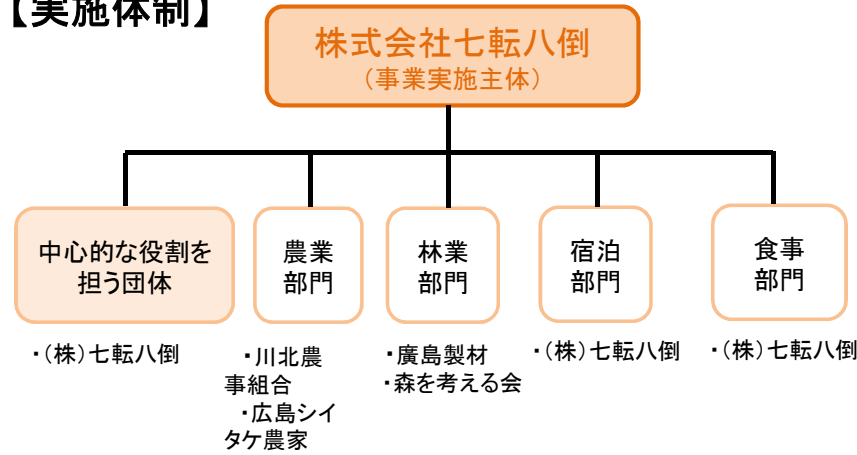 【実施体制】
株式会社七転八倒
（事業実施主体）
中心的な役割を
担う団体
農業
部門
林業
部門
宿泊
部門
食事
部門
・（株）七転八倒
・川北農
事組合
・広島シイ
タケ農家
・廣島製材
・森を考える会
・（株）七転八倒
・（株）七転八倒